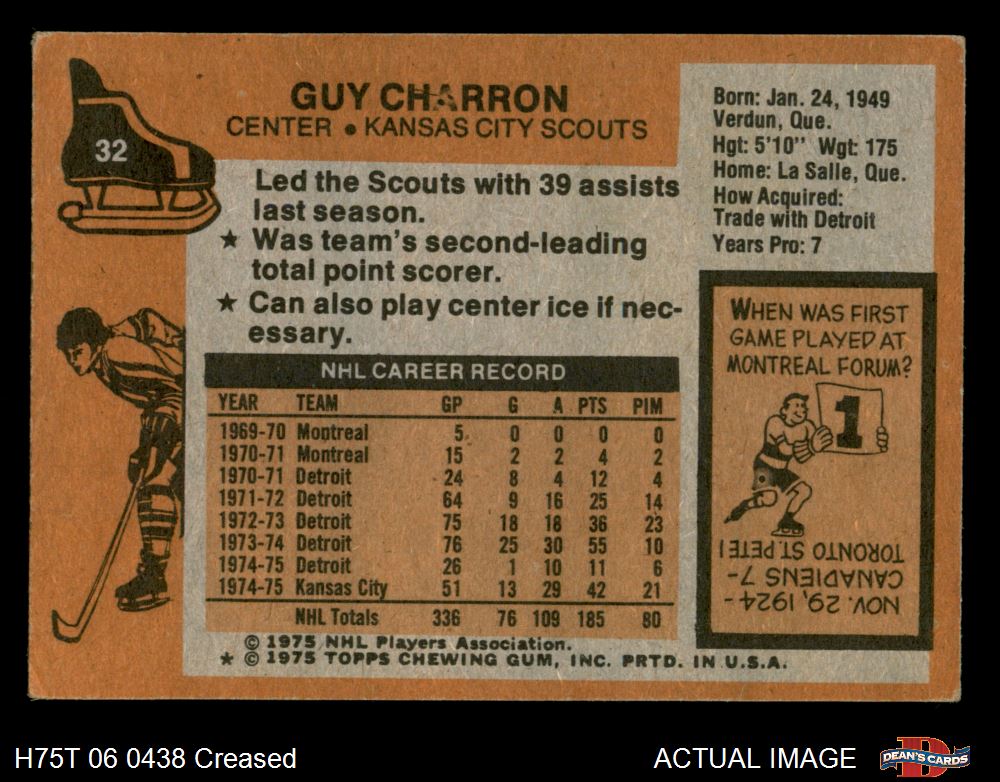 32
GUY CHARRON
CENTER • KANSAS CITY SCOUTS
Led the Scouts with 39 assists
last season.
★ Was team's second-leading
total point scorer.
★ Can also play center ice if nec-
essary.
NHL CAREER RECORD
YEAR TEAM GP G A PTS PIM
1969-70 Montreal 5 0 0 0 0
1970-71 Montreal 15 2 2 4 2
1970-71 Detroit 24 8 4 12 4
1971-72 Detroit 64 9 16 25 14
1972-73 Detroit 75 18 18 36 23
1973-74 Detroit 76 25 30 55 10
1974-75 Detroit 26 1 10 11 6
1974-75 Kansas City 51 13 29 42 21
NHL Totals 336 76 109 185 80
© 1975 NHL Players Association.
★ © 1975 TOPPS CHEWING GUM, INC. PRTD. IN U.S.A.
Born: Jan. 24, 1949
Verdun, Que.
Hgt: 5'10" Wgt: 175
Home: La Salle, Que.
How Acquired:
Trade with Detroit
Years Pro: 7
WHEN WAS FIRST
GAME PLAYED AT
MONTREAL FORUM?
1
NOV. 29, 1924-
CANADIENS 7-
TORONTO ST. PETE!
H75T 06 0438 Creased
ACTUAL IMAGE
D
DEAN'S CARDS